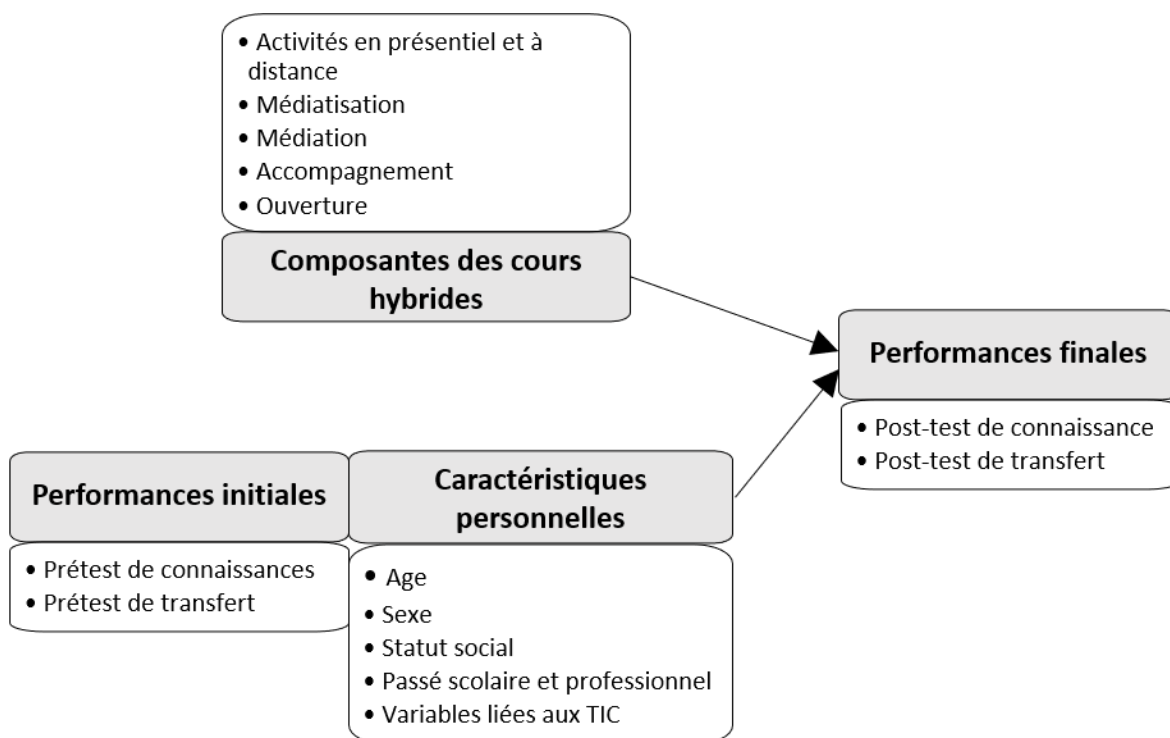 • Activités en présentiel et à
distance
• Médiatisation
• Médiation
• Accompagnement
• Ouverture
Composantes des cours
hybrides
Performances finales
• Post-test de connaissance
• Post-test de transfert
Performances initiales
• Prétest de connaissances
• Prétest de transfert
Caractéristiques
personnelles
• Age
• Sexe
• Statut social
• Passé scolaire et professionnel
• Variables liées aux TIC